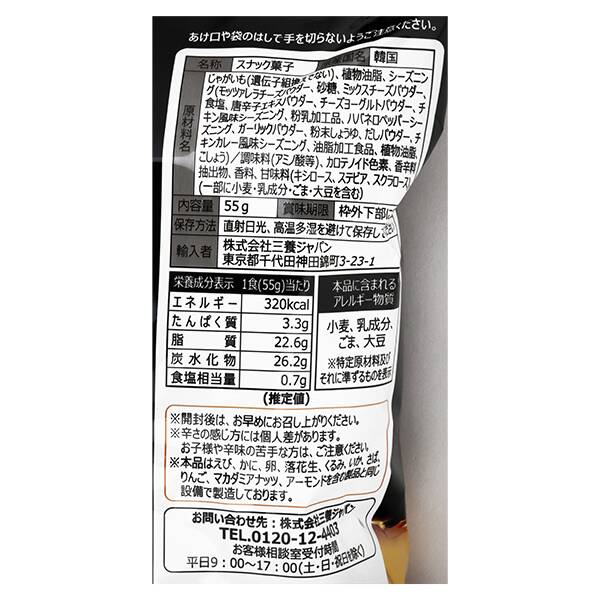 あけ口や袋のはしで手を切らないようご注意ください。
名称 スナック菓子 原産国名 韓国
原材料名
じゃがいも(遺伝子組換えでない)、植物油脂、シーズニン
グ(モッツァレラチーズパウダー、砂糖、ミックスチーズパウダー、
食塩、唐辛子エキスパウダー、チーズヨーグルトパウダー、チ
キン風味シーズニング、粉乳加工品、ハバネロペッパーシー
ズニング、ガーリックパウダー、粉末しょうゆ、だしパウダー、チ
キンカレー風味シーズニング、油脂加工食品、植物油脂、
こしょう)/調味料(アミノ酸等)、カロテノイド色素、香辛料
抽出物、香料、甘味料(キシロース、ステビア、スクラロース)
(一部に小麦・乳成分・ごま・大豆を含む)
内容量 55g 賞味期限 枠外下部に
保存方法 直射日光、高温多湿を避けて保存してください
輸入者 株式会社三養ジャパン
東京都千代田神田錦町3-23-1
栄養成分表示 1食(55g)当たり
エネルギー 320kcal
たんぱく質 3.3g
脂質 22.6g
炭水化物 26.2g
食塩相当量 0.7g
(推定値)
本品に含まれる
アレルギー物質
小麦、乳成分、
ごま、大豆
※特定原材料及び
それに準ずるものを表示
※開封後は、お早めにお召し上がりください。
※辛さの感じ方には個人差があります。
お子様や辛味の苦手な方は、ご注意ください。
※本品はえび、かに、卵、落花生、くるみ、いか、さば、
りんご、マカダミアナッツ、アーモンドを含む製品と同じ
設備で製造しております。
お問い合わせ先:株式会社三養ジャパン
TEL.0120-12-4403
お客様相談室受付時間
平日9:00〜17:00(土・日・祝日を除く)